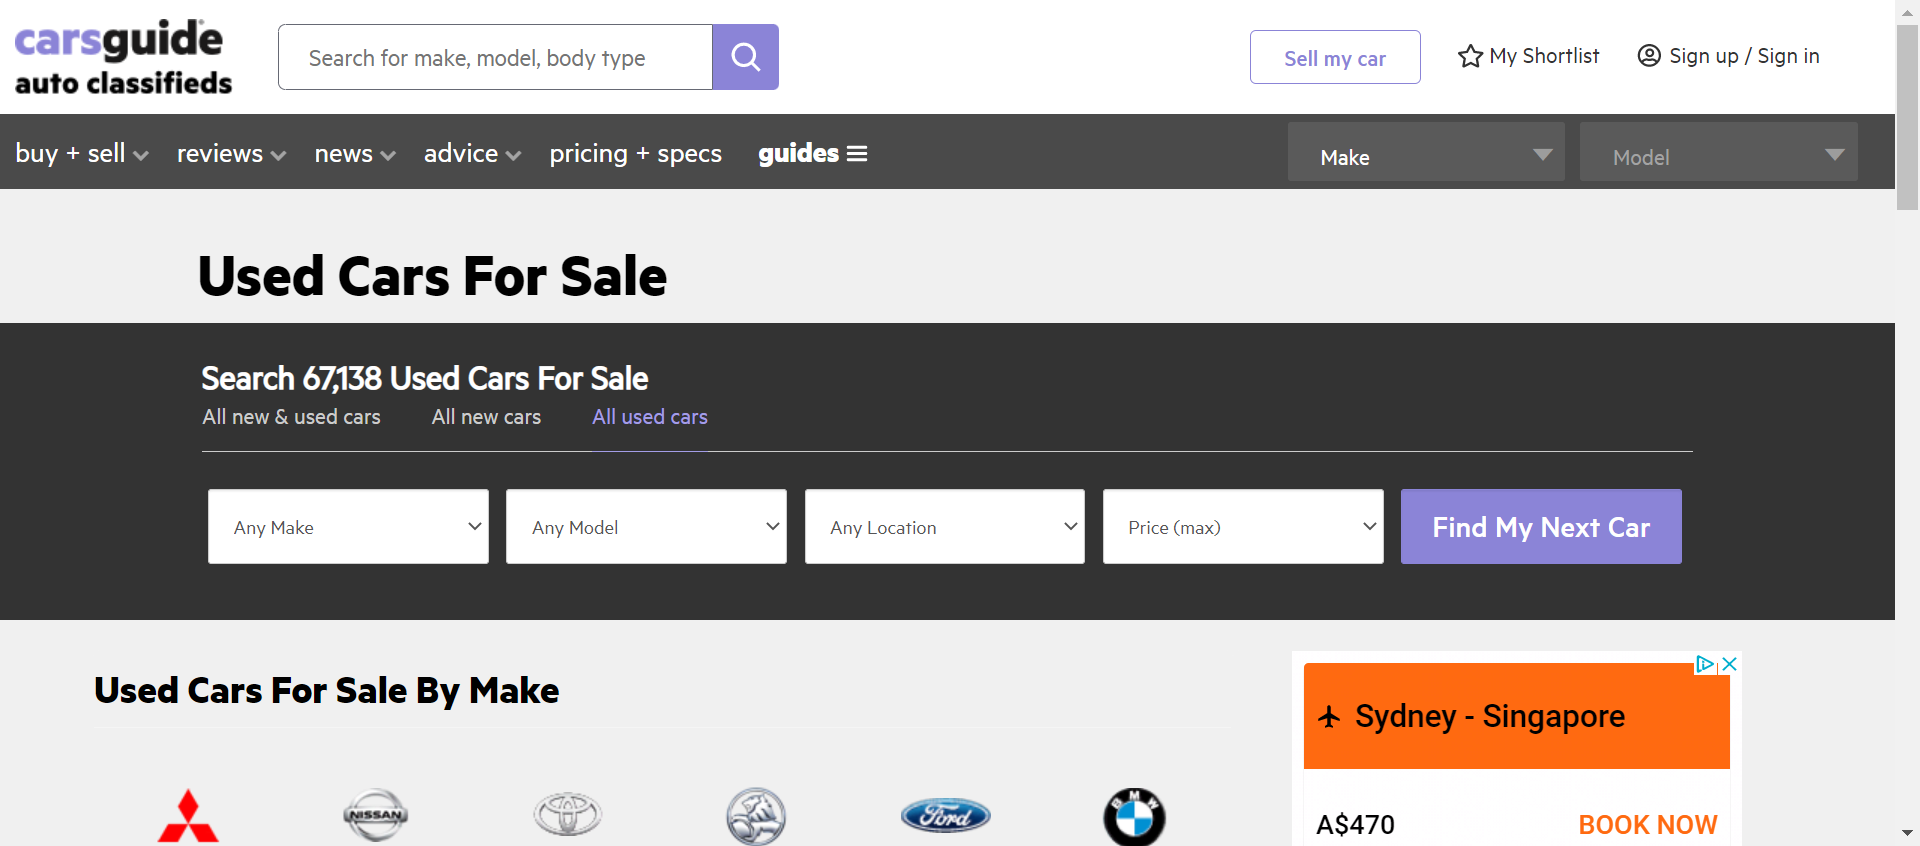 carsguide
auto classifieds
Search for make, model, body type
Sell my car
My Shortlist
Sign up / Sign in
buy + sell
reviews
news
advice
pricing + specs
guides
Make
Model
Used Cars For Sale
Search 67,138 Used Cars For Sale
All new & used cars
All new cars
All used cars
Any Make
Any Model
Any Location
Price (max)
Find My Next Car
Used Cars For Sale By Make
Sydney - Singapore
NISSAN
Ford
BMW
A$470
BOOK NOW